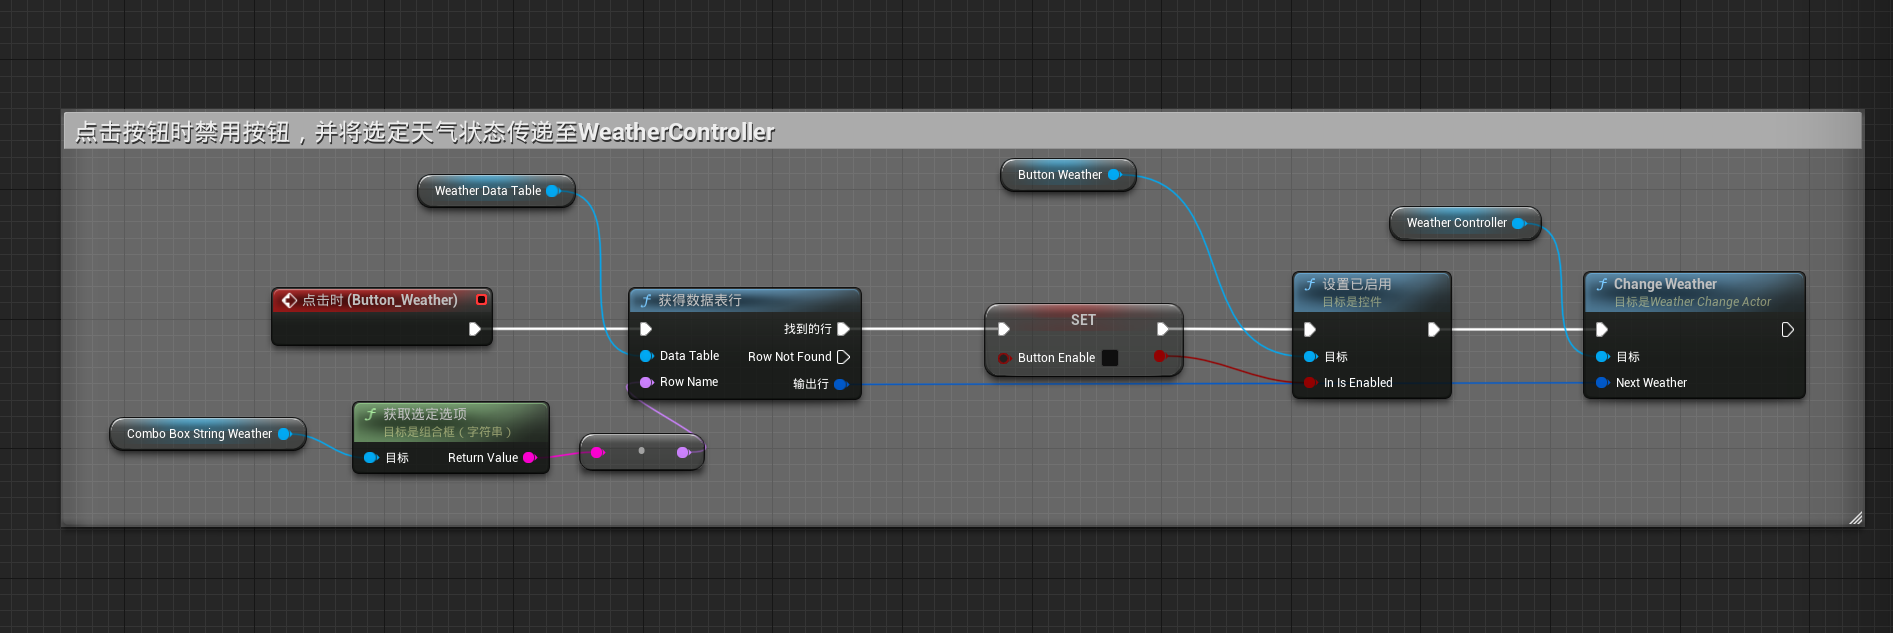 点击按钮时禁用按钮，并将选定天气状态传递至WeatherController
Weather Data Table
Button Weather
Weather Controller
点击时 (Button_Weather)
f 获得数据表行
找到的行
Data Table
Row Not Found
Row Name
输出行
SET
Button Enable
f 设置已启用
目标是控件
目标
In Is Enabled
f Change Weather
目标是Weather Change Actor
目标
Next Weather
Combo Box String Weather
f 获取选定选项
目标是组合框（字符串）
目标
Return Value